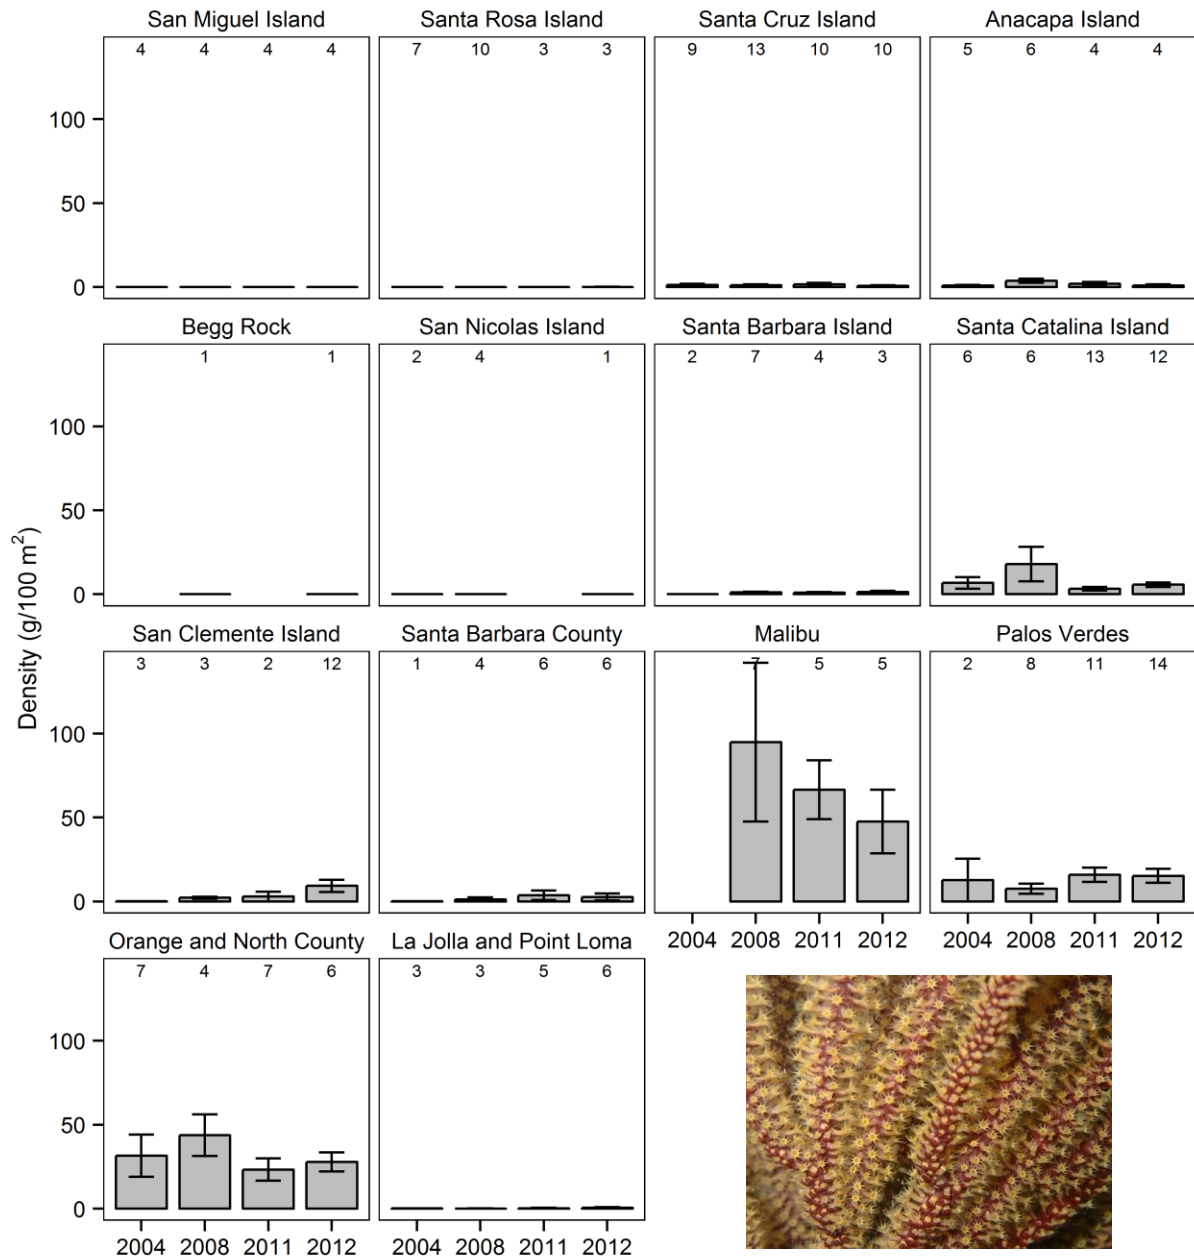 San Miguel Island Santa Rosa Island Santa Cruz Island Anacapa Island
4 4 4 4 7 10 3 3 9 13 10 10 5 6 4 4
100
50
0
Begg Rock San Nicolas Island Santa Barbara Island Santa Catalina Island
1 1 2 4 1 2 7 4 3 6 6 13 12
100
50
0
Density (g/100 m²)
San Clemente Island Santa Barbara County Malibu Palos Verdes
3 3 2 12 1 4 6 6 7 5 5 2 8 11 14
100
50
0
2004 2008 2011 2012 2004 2008 2011 2012
Orange and North County La Jolla and Point Loma
7 4 7 6 3 3 5 6
100
50
0
2004 2008 2011 2012 2004 2008 2011 2012